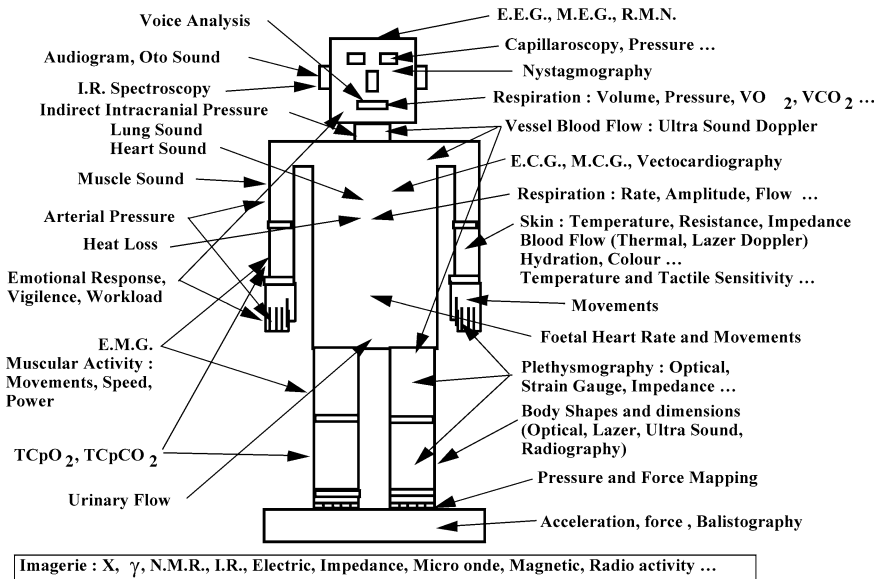 Voice Analysis
Audiogram, Oto Sound
I.R. Spectroscopy
Indirect Intracranial Pressure
Lung Sound
Heart Sound
Muscle Sound
Arterial Pressure
Heat Loss
Emotional Response,
Vigilence, Workload
E.M.G.
Muscular Activity :
Movements, Speed,
Power
TCpO 2, TCpCO 2
Urinary Flow
E.E.G., M.E.G., R.M.N.
Capillaroscopy, Pressure …
Nystagmography
Respiration : Volume, Pressure, VO 2, VCO 2 …
Vessel Blood Flow : Ultra Sound Doppler
E.C.G., M.C.G., Vectocardiography
Respiration : Rate, Amplitude, Flow …
Skin : Temperature, Resistance, Impedance
Blood Flow (Thermal, Lazer Doppler)
Hydration, Colour …
Temperature and Tactile Sensitivity …
Movements
Foetal Heart Rate and Movements
Plethysmography : Optical,
Strain Gauge, Impedance …
Body Shapes and dimensions
(Optical, Lazer, Ultra Sound,
Radiography)
Pressure and Force Mapping
Acceleration, force , Balistography
Imagerie : X, γ, N.M.R., I.R., Electric, Impedance, Micro onde, Magnetic, Radio activity …